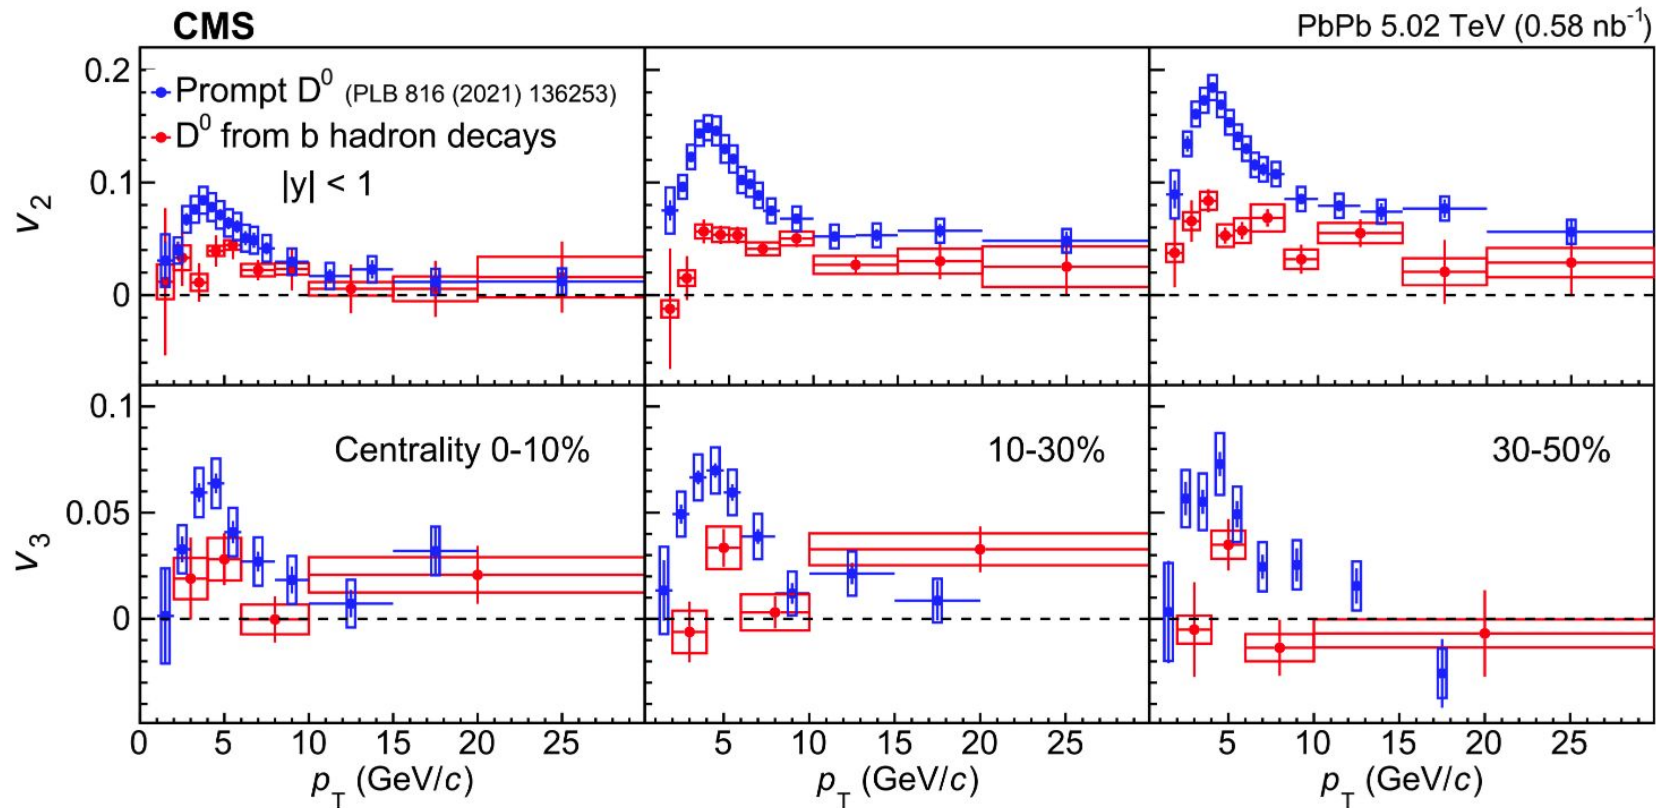 CMS
PbPb 5.02 TeV (0.58 nb⁻¹)
v₂
0.2
0.1
0
Prompt D⁰ (PLB 816 (2021) 136253)
D⁰ from b hadron decays
|y| < 1
v₃
0.1
0.05
0
Centrality 0-10%
10-30%
30-50%
0 5 10 15 20 25
5 10 15 20 25
5 10 15 20 25
p_T (GeV/c)
p_T (GeV/c)
p_T (GeV/c)